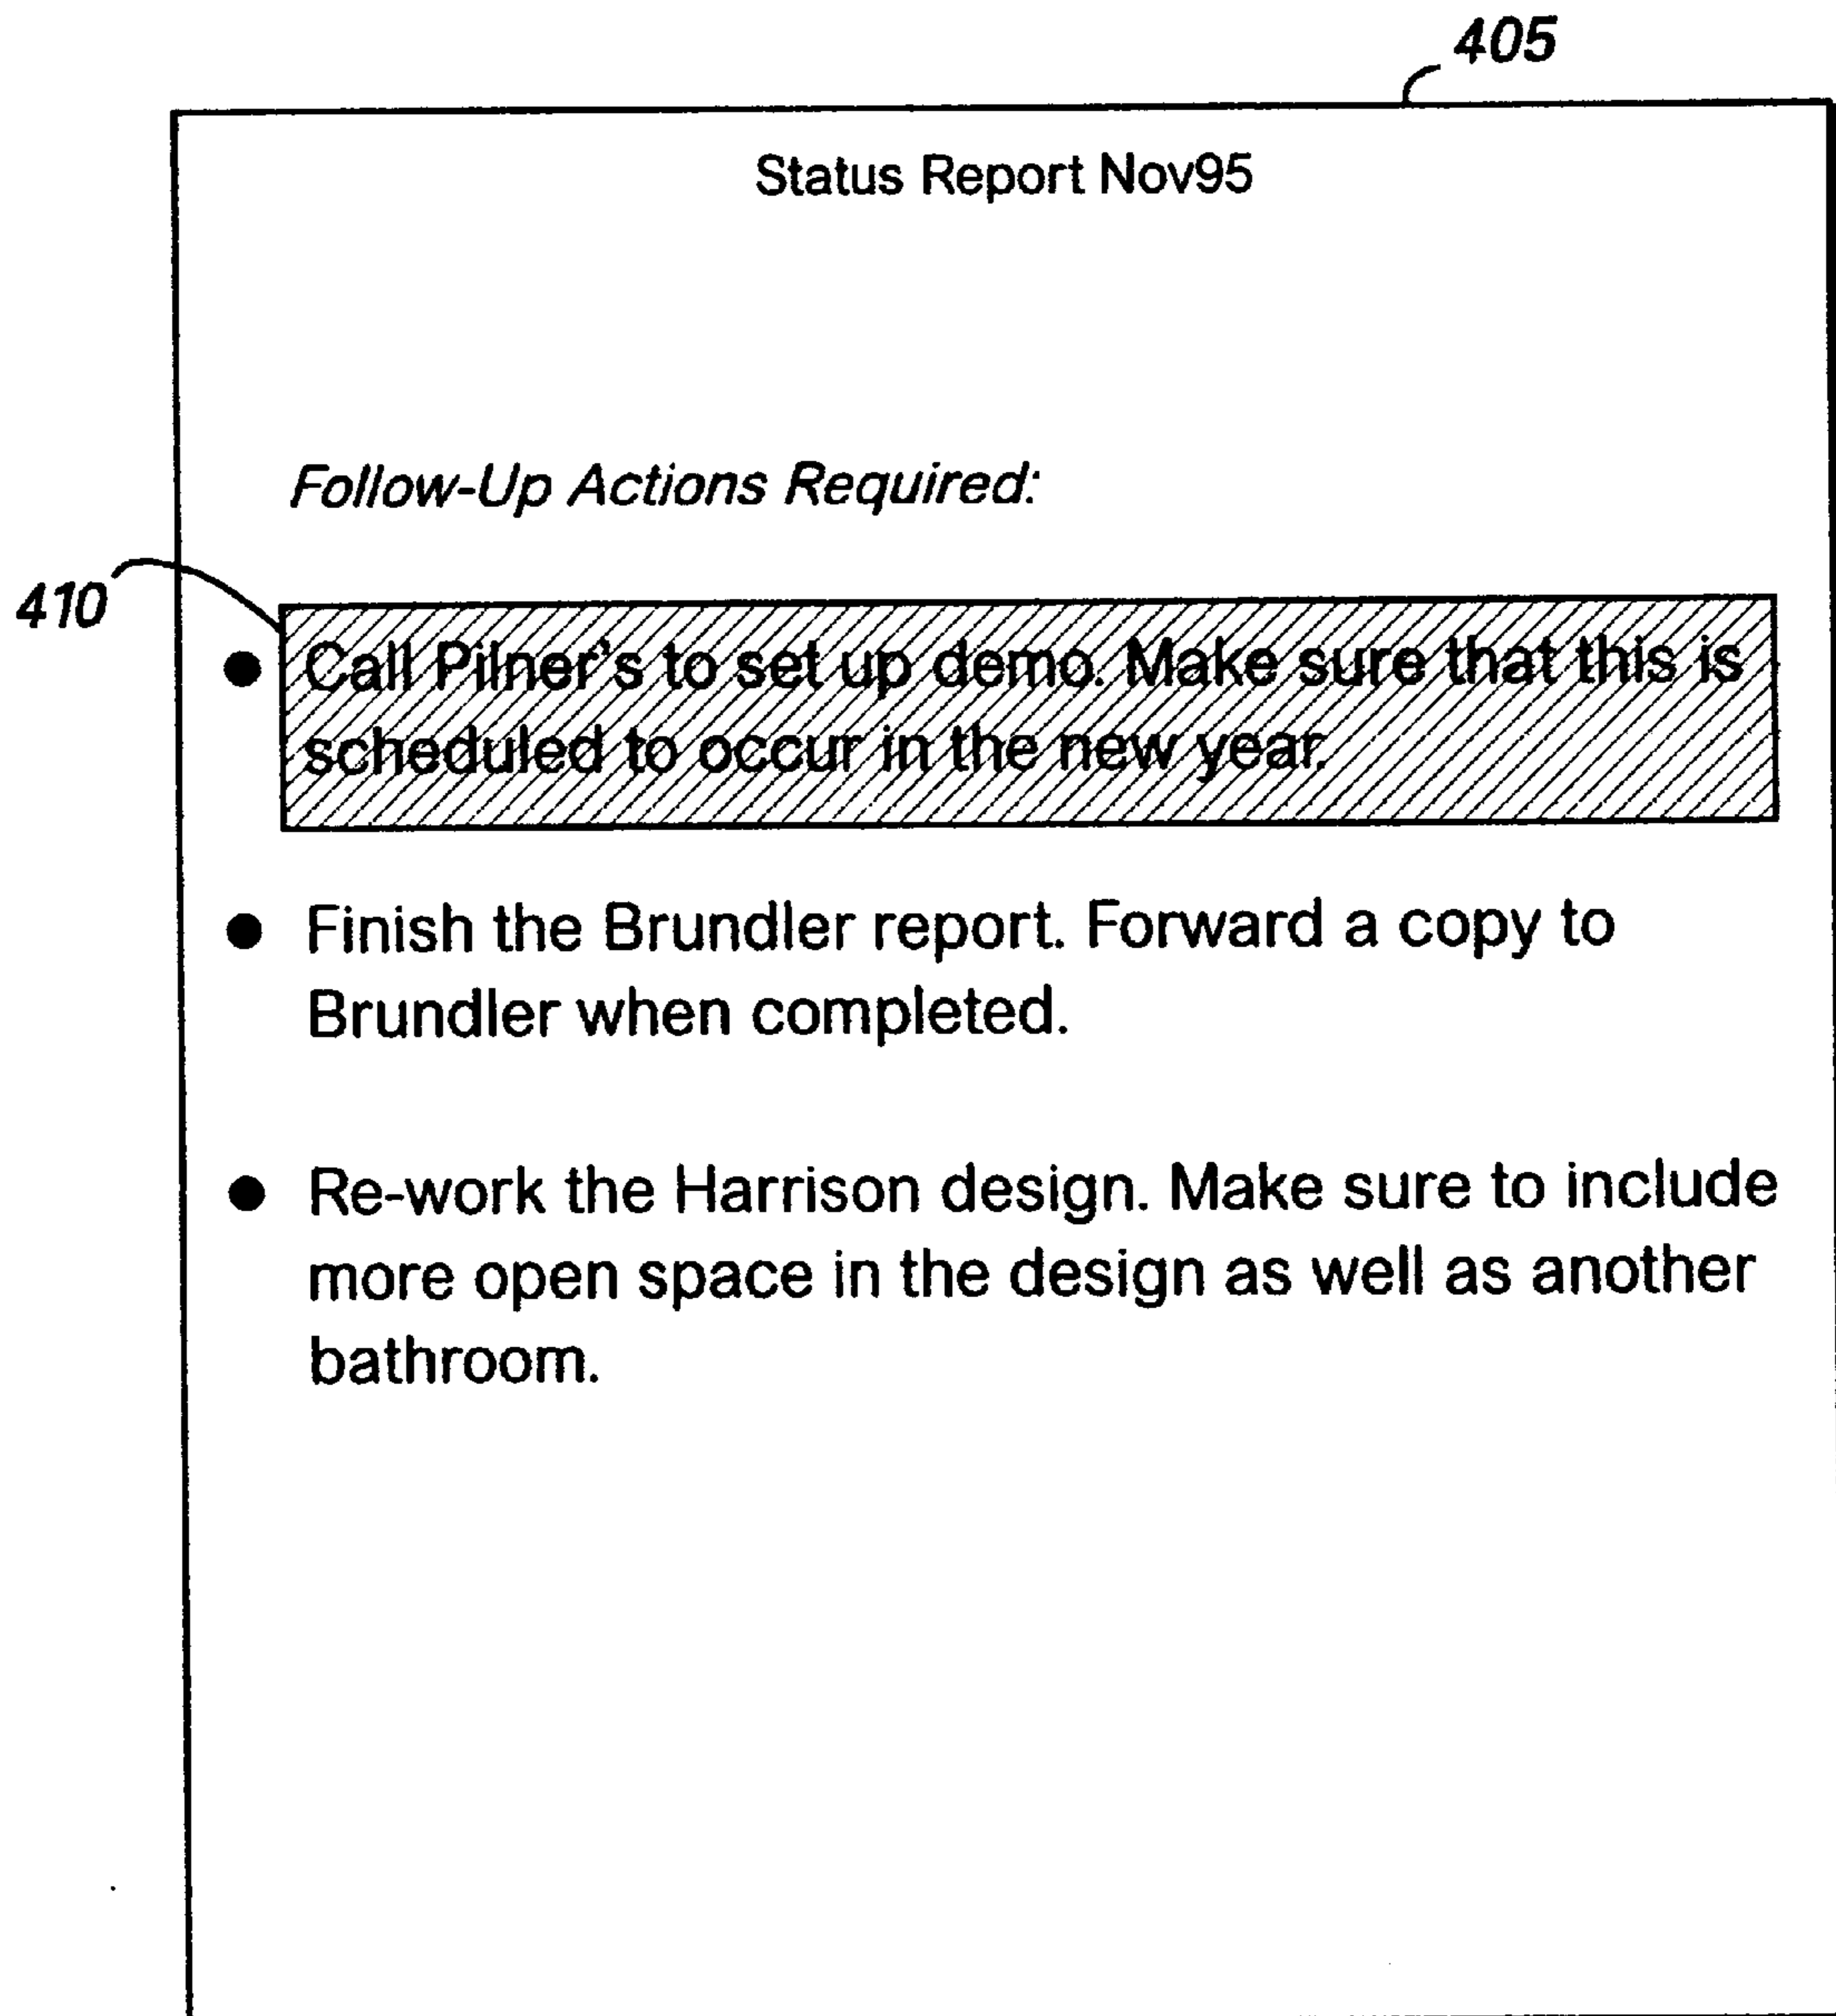 405
Status Report Nov95
Follow-Up Actions Required:
410
● Call Pilner's to set up demo. Make sure that this is
scheduled to occur in the new year.
● Finish the Brundler report. Forward a copy to
Brundler when completed.
● Re-work the Harrison design. Make sure to include
more open space in the design as well as another
bathroom.